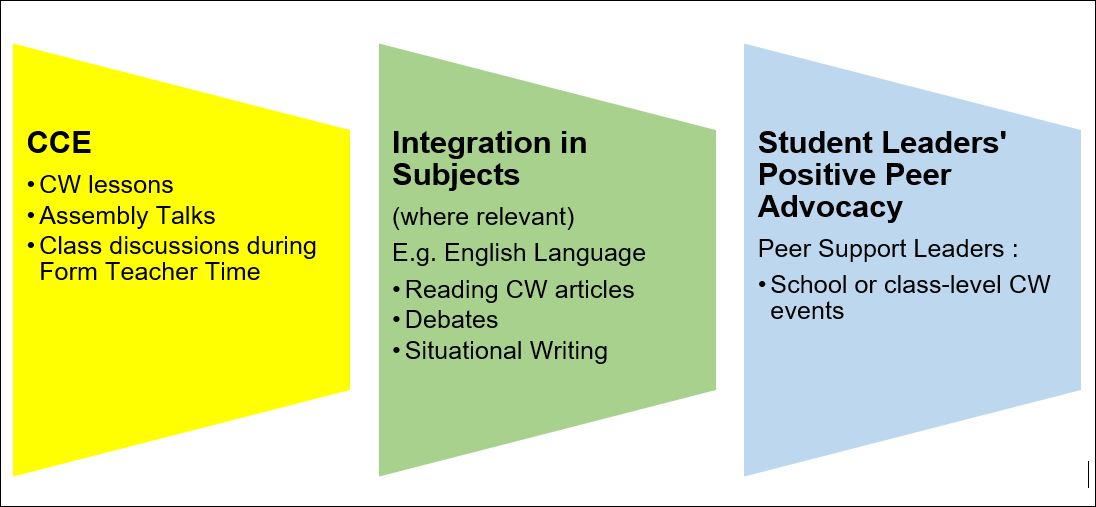 CCE
• CW lessons
• Assembly Talks
• Class discussions during
Form Teacher Time
Integration in
Subjects
(where relevant)
E.g. English Language
• Reading CW articles
• Debates
• Situational Writing
Student Leaders'
Positive Peer
Advocacy
Peer Support Leaders :
• School or class-level CW
events